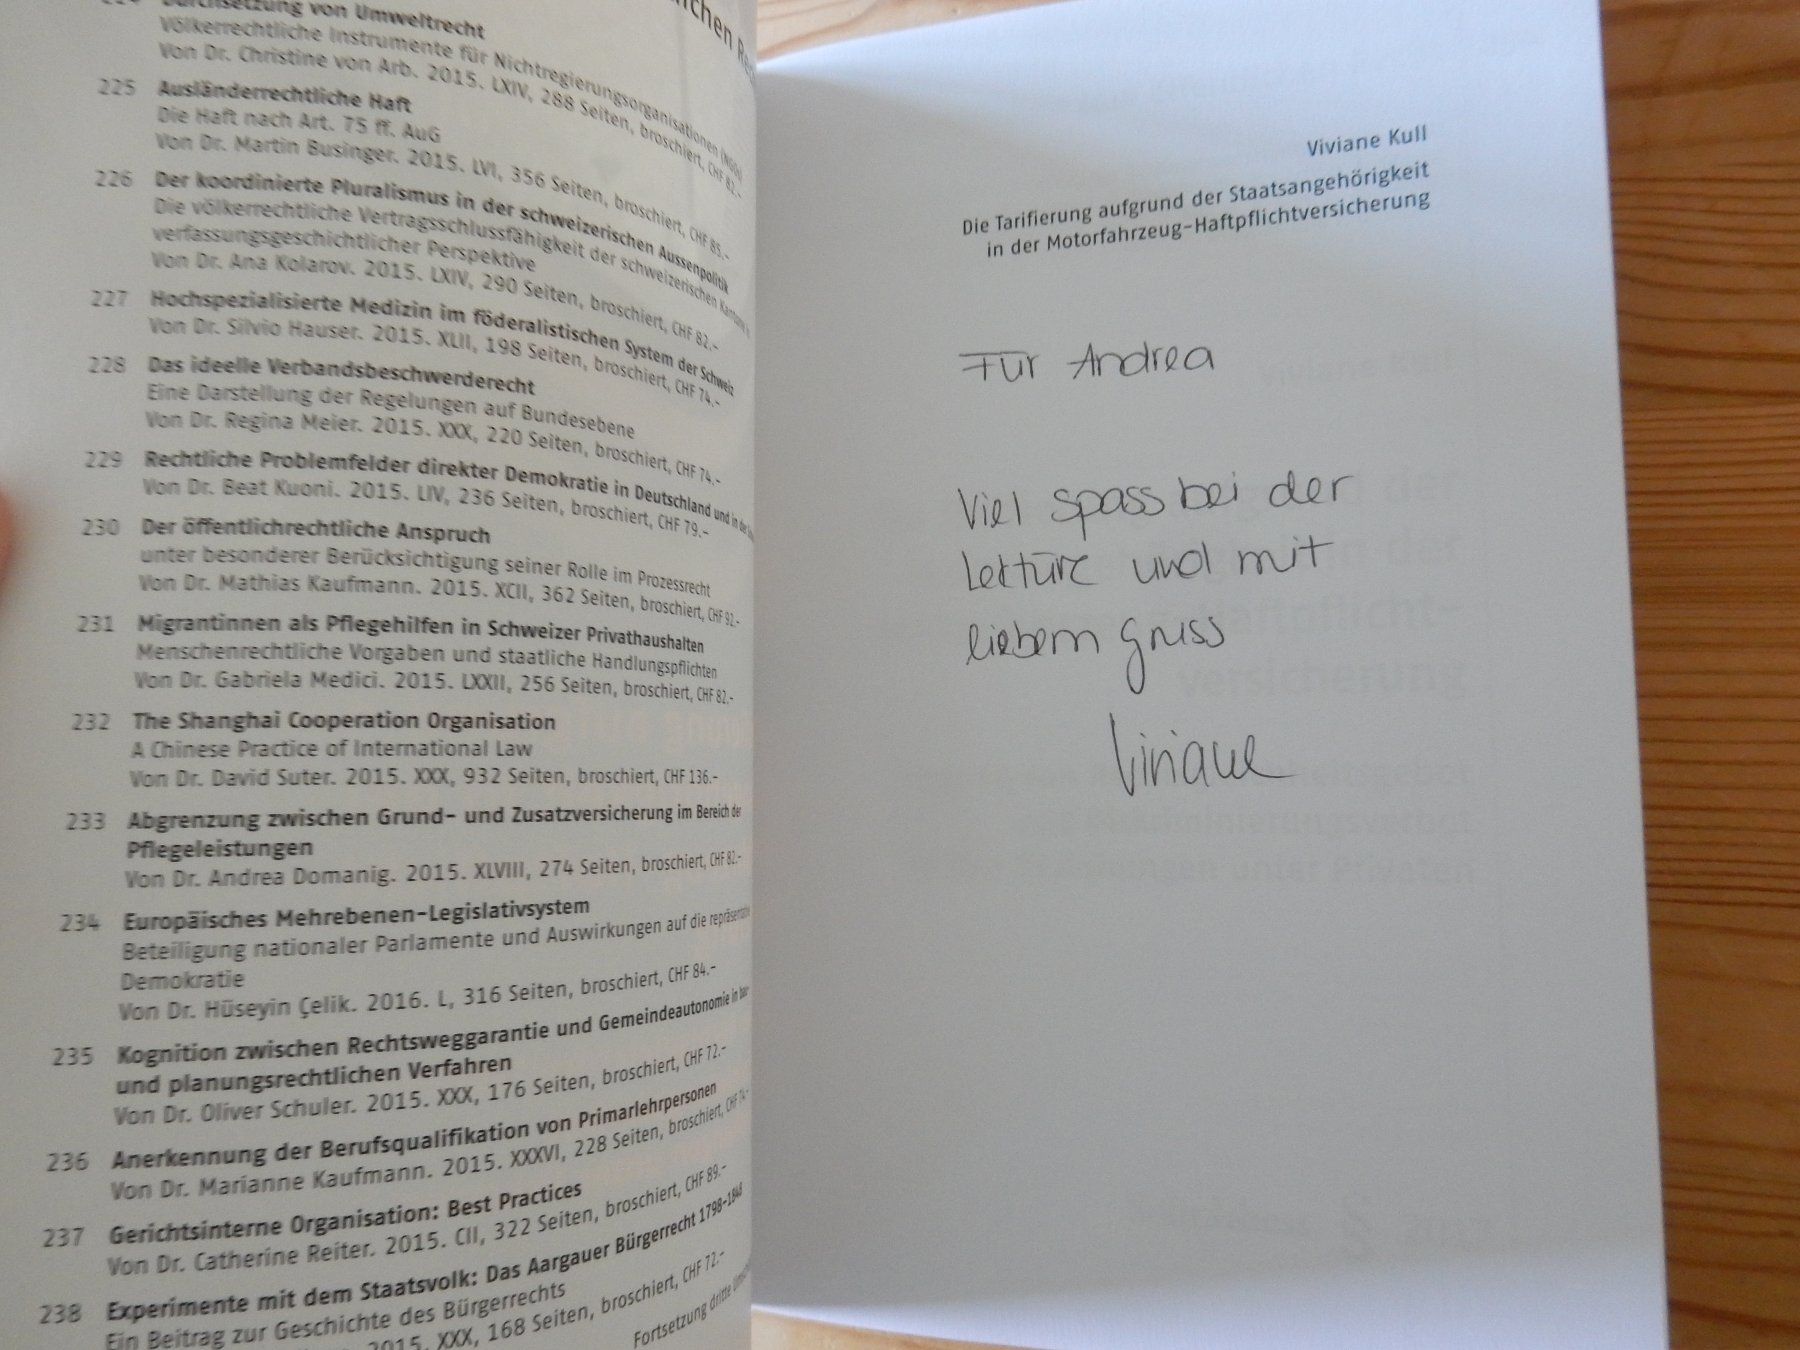 Durchsetzung von Umweltrecht
Völkerrechtliche Instrumente für Nichtregierungsorganisationen (NGOs)
Von Dr. Christine von Arb. 2015. LXIV, 288 Seiten, broschiert, CHF 82.-
225 Ausländerrechtliche Haft
Die Haft nach Art. 75 ff. AuG
Von Dr. Martin Businger. 2015. LVI, 356 Seiten, broschiert, CHF 85.-
226 Der koordinierte Pluralismus in der schweizerischen Aussenpolitik
Die völkerrechtliche Vertragsschlussfähigkeit der schweizerischen Kantone
verfassungsgeschichtlicher Perspektive
Von Dr. Ana Kolarov. 2015. LXIV, 290 Seiten, broschiert, CHF 82.-
227 Hochspezialisierte Medizin im föderalistischen System der Schweiz
Von Dr. Silvio Hauser. 2015. XLII, 198 Seiten, broschiert, CHF 74.-
228 Das ideelle Verbandsbeschwerderecht
Eine Darstellung der Regelungen auf Bundesebene
Von Dr. Regina Meier. 2015. XXX, 220 Seiten, broschiert, CHF 74.-
229 Rechtliche Problemfelder direkter Demokratie in Deutschland und in der
Von Dr. Beat Kuoni. 2015. LIV, 236 Seiten, broschiert, CHF 79.-
230 Der öffentlichrechtliche Anspruch
unter besonderer Berücksichtigung seiner Rolle im Prozessrecht
Von Dr. Mathias Kaufmann. 2015. XCII, 362 Seiten, broschiert, CHF 92.-
231 Migrantinnen als Pflegehilfen in Schweizer Privathaushalten
Menschenrechtliche Vorgaben und staatliche Handlungspflichten
Von Dr. Gabriela Medici. 2015. LXXII, 256 Seiten, broschiert, CHF 82.-
232 The Shanghai Cooperation Organisation
A Chinese Practice of International Law
Von Dr. David Suter. 2015. XXX, 932 Seiten, broschiert, CHF 136.-
233 Abgrenzung zwischen Grund- und Zusatzversicherung im Bereich der
Pflegeleistungen
Von Dr. Andrea Domanig. 2015. XLVIII, 274 Seiten, broschiert, CHF 82.-
234 Europäisches Mehrebenen-Legislativsystem
Beteiligung nationaler Parlamente und Auswirkungen auf die
Demokratie
Von Dr. Hüseyin Çelik. 2016. L, 316 Seiten, broschiert, CHF 84.-
235 Kognition zwischen Rechtsweggarantie und Gemeindeautonomie in bau-
und planungsrechtlichen Verfahren
Von Dr. Oliver Schuler. 2015. XXX, 176 Seiten, broschiert, CHF 72.-
236 Anerkennung der Berufsqualifikation von Primarlehrpersonen
Von Dr. Marianne Kaufmann. 2015. XXXVI, 228 Seiten, broschiert, CHF 74.-
237 Gerichtsinterne Organisation: Best Practices
Von Dr. Catherine Reiter. 2015. CII, 322 Seiten, broschiert, CHF 89.-
238 Experimente mit dem Staatsvolk: Das Aargauer Bürgerrecht 1798-1848
Ein Beitrag zur Geschichte des Bürgerrechts
2015. XXX, 168 Seiten, broschiert, CHF 72.-
Fortsetzung dritte
Viviane Kull
Die Tarifierung aufgrund der Staatsangehörigkeit
in der Motorfahrzeug-Haftpflichtversicherung
Für Andrea
Viel Spass bei der
Lektüre und mit
liebem Gruss
Viviane